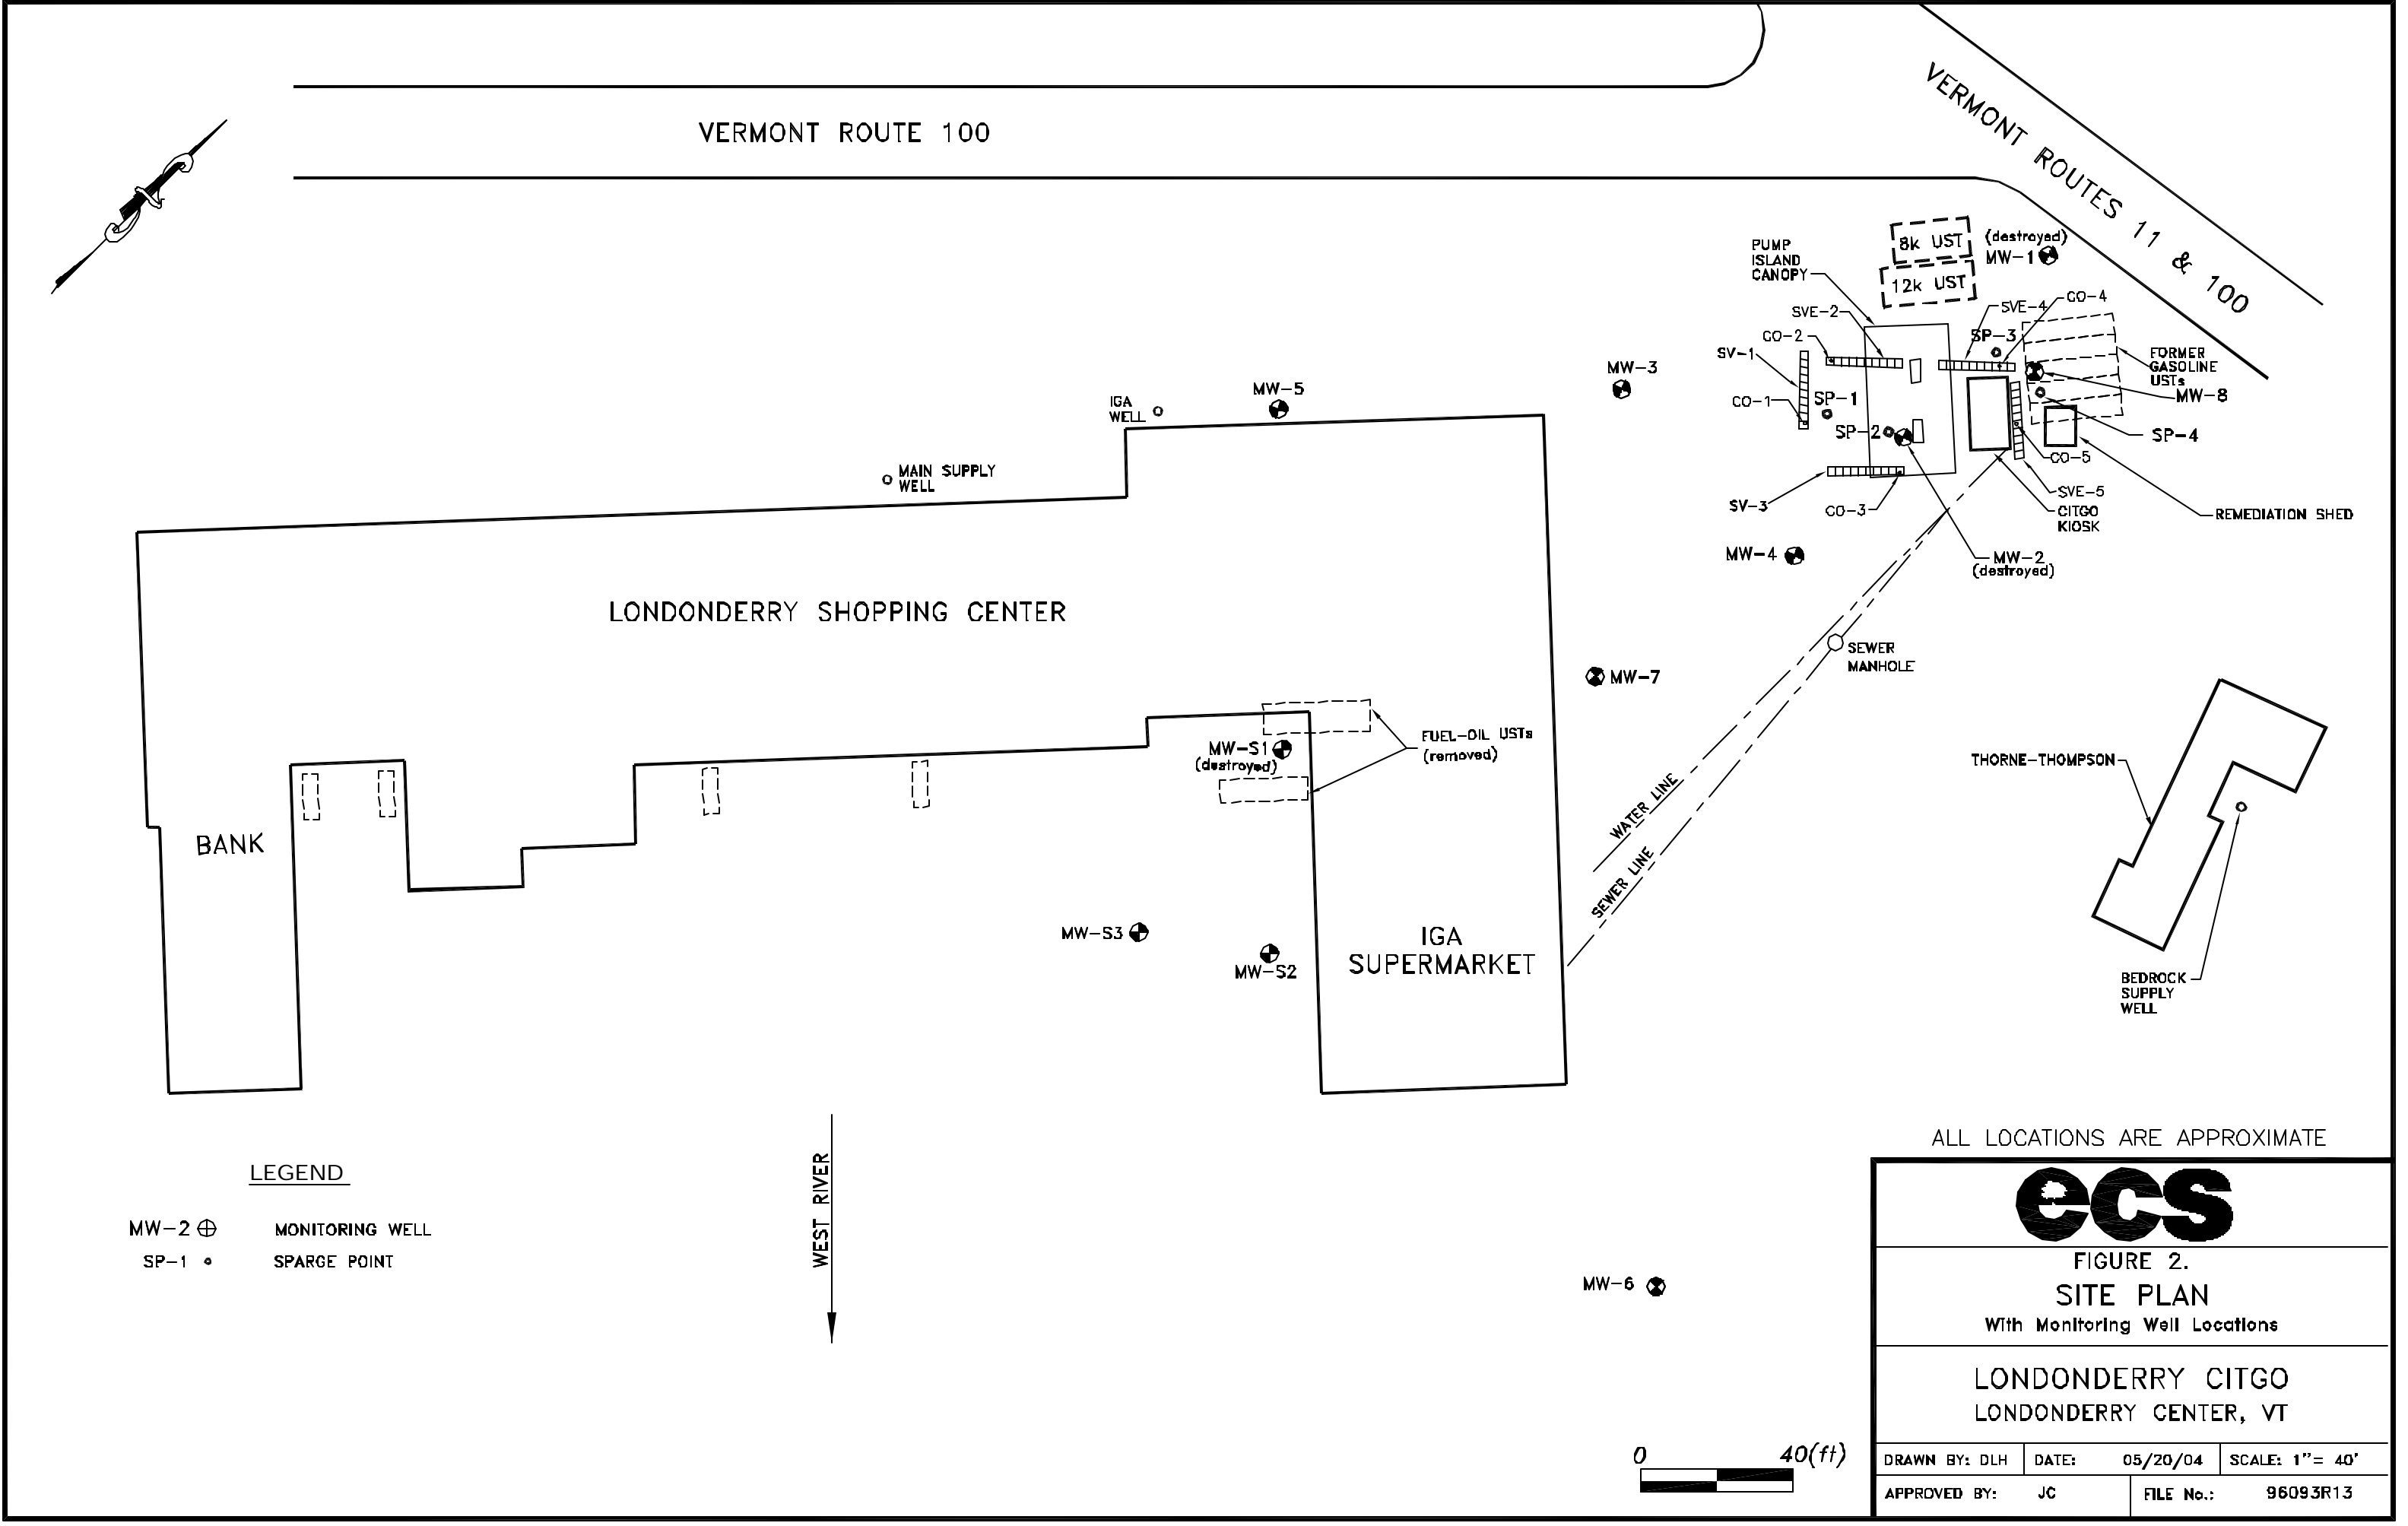 VERMONT ROUTE 100
VERMONT ROUTES 11 & 100
8k UST
(destroyed)
MW-1
12k UST
PUMP
ISLAND
CANOPY
SVE-2
SVE-4
CO-4
CO-2
SP-3
SV-1
FORMER
GASOLINE
USTs
MW-3
MW-8
CO-1
SP-1
SP-2
SP-4
CO-5
SVE-5
SV-3
CO-3
CITGO
KIOSK
REMEDIATION SHED
MW-4
MW-2
(destroyed)
IGA
WELL
MW-5
MAIN SUPPLY
WELL
LONDONDERRY SHOPPING CENTER
SEWER
MANHOLE
MW-7
MW-S1
(destroyed)
FUEL-OIL USTs
(removed)
THORNE-THOMPSON
WATER LINE
SEWER LINE
BANK
MW-S3
MW-S2
IGA
SUPERMARKET
BEDROCK
SUPPLY
WELL
LEGEND
MW-2
MONITORING WELL
SP-1
SPARGE POINT
WEST RIVER
MW-6
0
40(ft)
ALL LOCATIONS ARE APPROXIMATE
ecs
FIGURE 2.
SITE PLAN
With Monitoring Well Locations
LONDONDERRY CITGO
LONDONDERRY CENTER, VT
DRAWN BY: DLH
DATE: 05/20/04
SCALE: 1"= 40'
APPROVED BY: JC
FILE No.: 96093R13